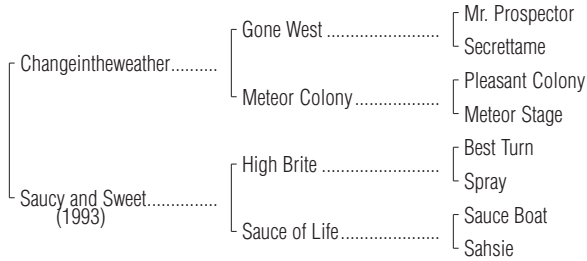 Mr. Prospector
Gone West ........................
Secrettame
Changeintheweather..........
Pleasant Colony
Meteor Colony..................
Meteor Stage
Best Turn
High Brite .........................
Spray
Saucy and Sweet...............
(1993)
Sauce Boat
Sauce of Life.....................
Sahsie